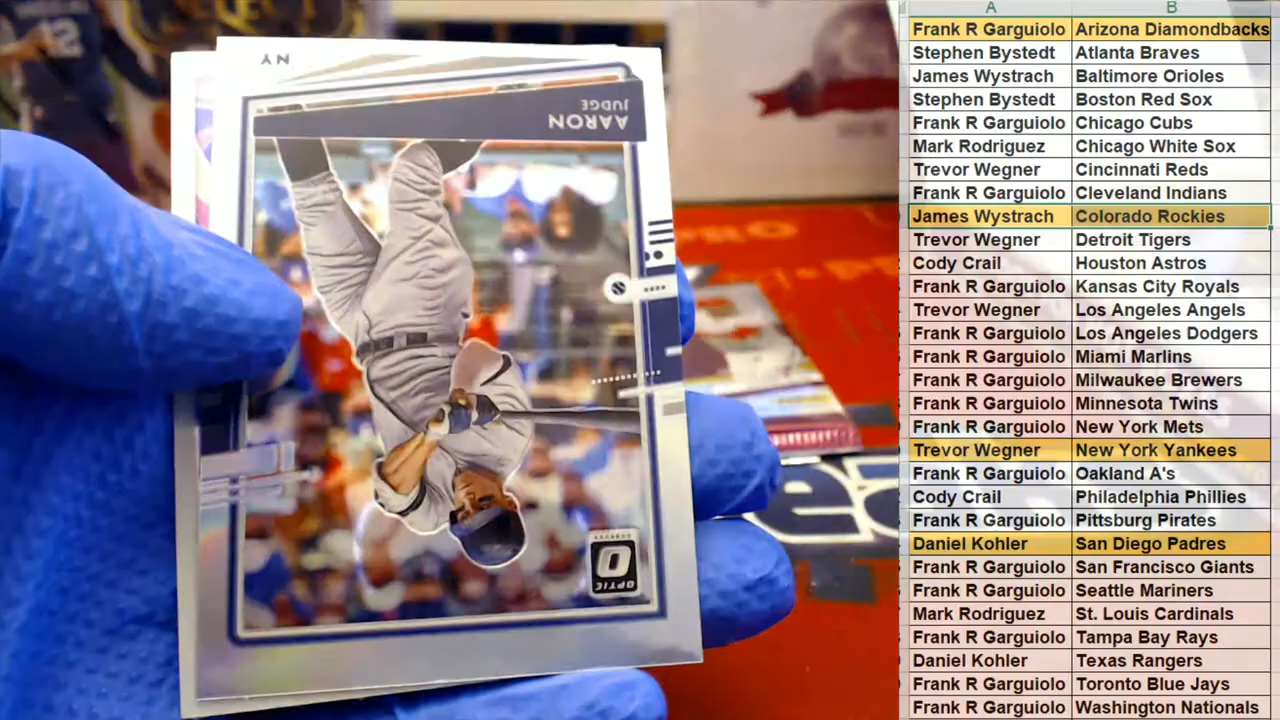 NY
AARON
JUDGE
OPTIC
A B
Frank R Garguiolo Arizona Diamondbacks
Stephen Bystedt Atlanta Braves
James Wystrach Baltimore Orioles
Stephen Bystedt Boston Red Sox
Frank R Garguiolo Chicago Cubs
Mark Rodriguez Chicago White Sox
Trevor Wegner Cincinnati Reds
Frank R Garguiolo Cleveland Indians
James Wystrach Colorado Rockies
Trevor Wegner Detroit Tigers
Cody Crail Houston Astros
Frank R Garguiolo Kansas City Royals
Trevor Wegner Los Angeles Angels
Frank R Garguiolo Los Angeles Dodgers
Frank R Garguiolo Miami Marlins
Frank R Garguiolo Milwaukee Brewers
Frank R Garguiolo Minnesota Twins
Frank R Garguiolo New York Mets
Trevor Wegner New York Yankees
Frank R Garguiolo Oakland A's
Cody Crail Philadelphia Phillies
Frank R Garguiolo Pittsburg Pirates
Daniel Kohler San Diego Padres
Frank R Garguiolo San Francisco Giants
Frank R Garguiolo Seattle Mariners
Mark Rodriguez St. Louis Cardinals
Frank R Garguiolo Tampa Bay Rays
Daniel Kohler Texas Rangers
Frank R Garguiolo Toronto Blue Jays
Frank R Garguiolo Washington Nationals